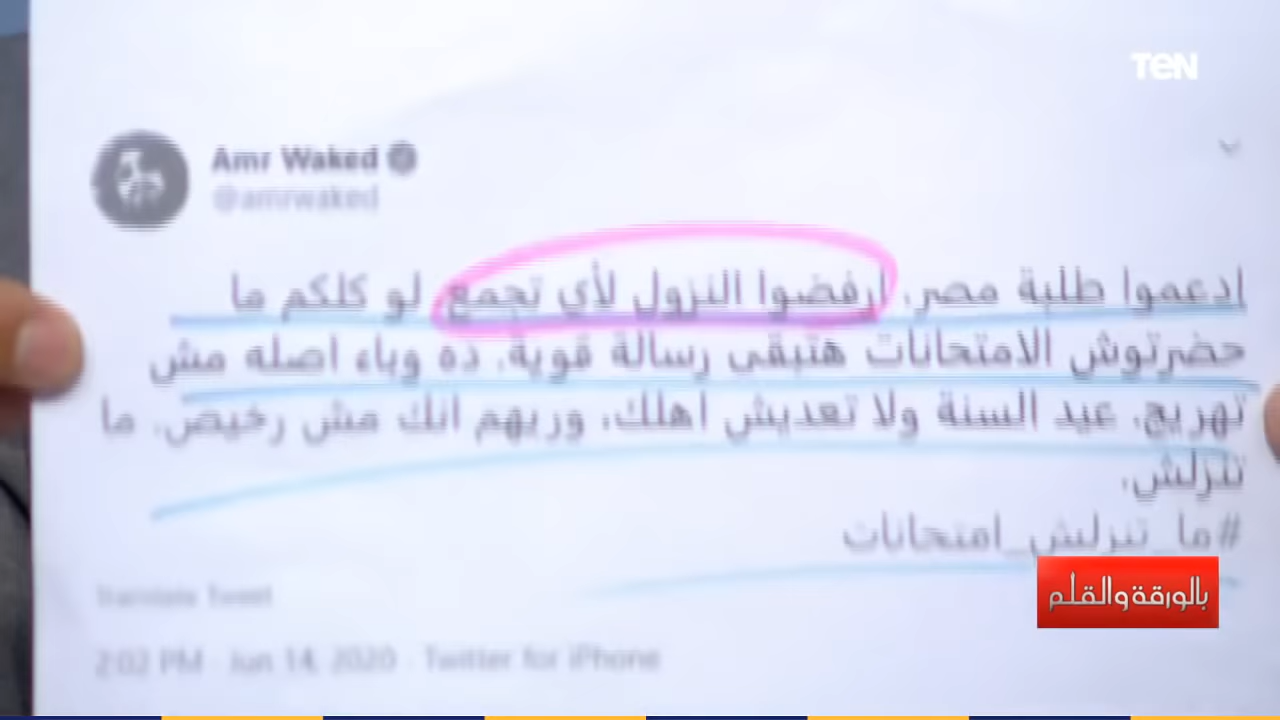 TEN
Amr Waked
@amrwaked
ادعموا طلبة مصر. ارفضوا النزول لأي تجمع لو كلكم ما
حضرتوش الامتحانات هتبقى رسالة قوية. ده وباء اصله مش
تهريج. عيد السنة ولا تعديش اهلك. وريهم انك مش رخيص. ما
تنزلش.
#ما_تنزلش_امتحانات
Translate Tweet
2:02 PM · Jun 14, 2020 · Twitter for iPhone
بالورقة والقلم